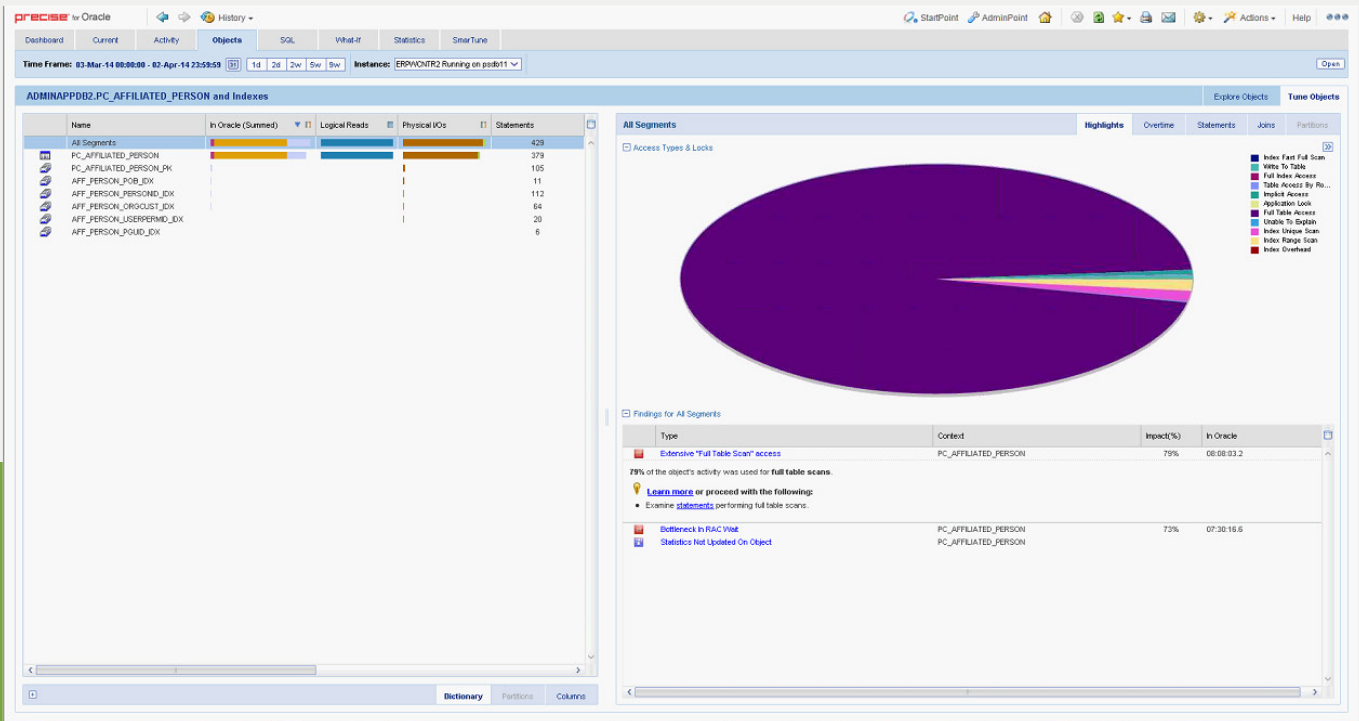 precise for Oracle History StartPoint AdminPoint Actions Help
Dashboard Current Activity Objects SQL What-If Statistics SmarTune
Time Frame: 03-Mar-14 00:00:00 - 02-Apr-14 23:59:59 31 1d 2d 2w 5w 9w Instance: ERPWCNTR2 Running on psdb11 Open
ADMINAPPDB2.PC_AFFILIATED_PERSON and Indexes Explore Objects Tune Objects
Name In Oracle (Summed) Logical Reads Physical I/Os Statements
All Segments 429
PC_AFFILIATED_PERSON 379
PC_AFFILIATED_PERSON_PK 105
AFF_PERSON_POB_IDX 11
AFF_PERSON_PERSONID_IDX 112
AFF_PERSON_ORGCUST_IDX 64
AFF_PERSON_USERPERMID_IDX 20
AFF_PERSON_PGUID_IDX 6
Dictionary Partitions Columns
All Segments Highlights Overtime Statements Joins Partitions
Access Types & Locks
Index Fast Full Scan
Write To Table
Full Index Access
Table Access By Ro...
Implicit Access
Application Lock
Full Table Access
Unable To Explain
Index Unique Scan
Index Range Scan
Index Overhead
Findings for All Segments
Type Context Impact(%) In Oracle
Extensive "Full Table Scan" access PC_AFFILIATED_PERSON 79% 08:08:03.2
79% of the object's activity was used for full table scans.
Learn more or proceed with the following:
• Examine statements performing full table scans.
Bottleneck In RAC Wait PC_AFFILIATED_PERSON 73% 07:30:16.6
Statistics Not Updated On Object PC_AFFILIATED_PERSON